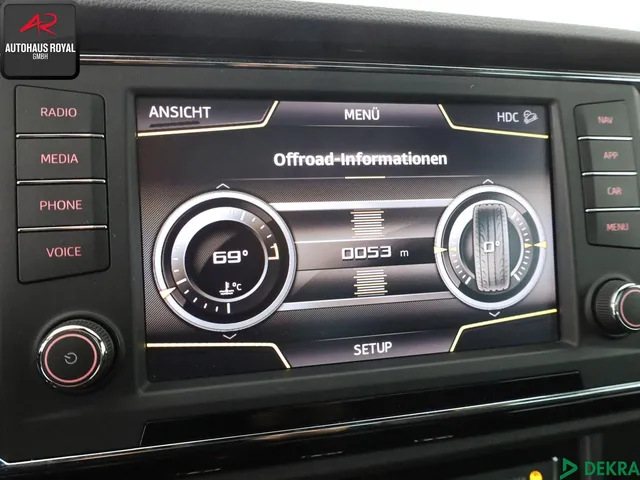 AR
AUTOHAUS ROYAL
GMBH
RADIO
MEDIA
PHONE
VOICE
ANSICHT
MENÜ
HDC
Offroad-Informationen
69°
°C
0053 m
0°
SETUP
NAV
APP
CAR
MENU
DEKRA